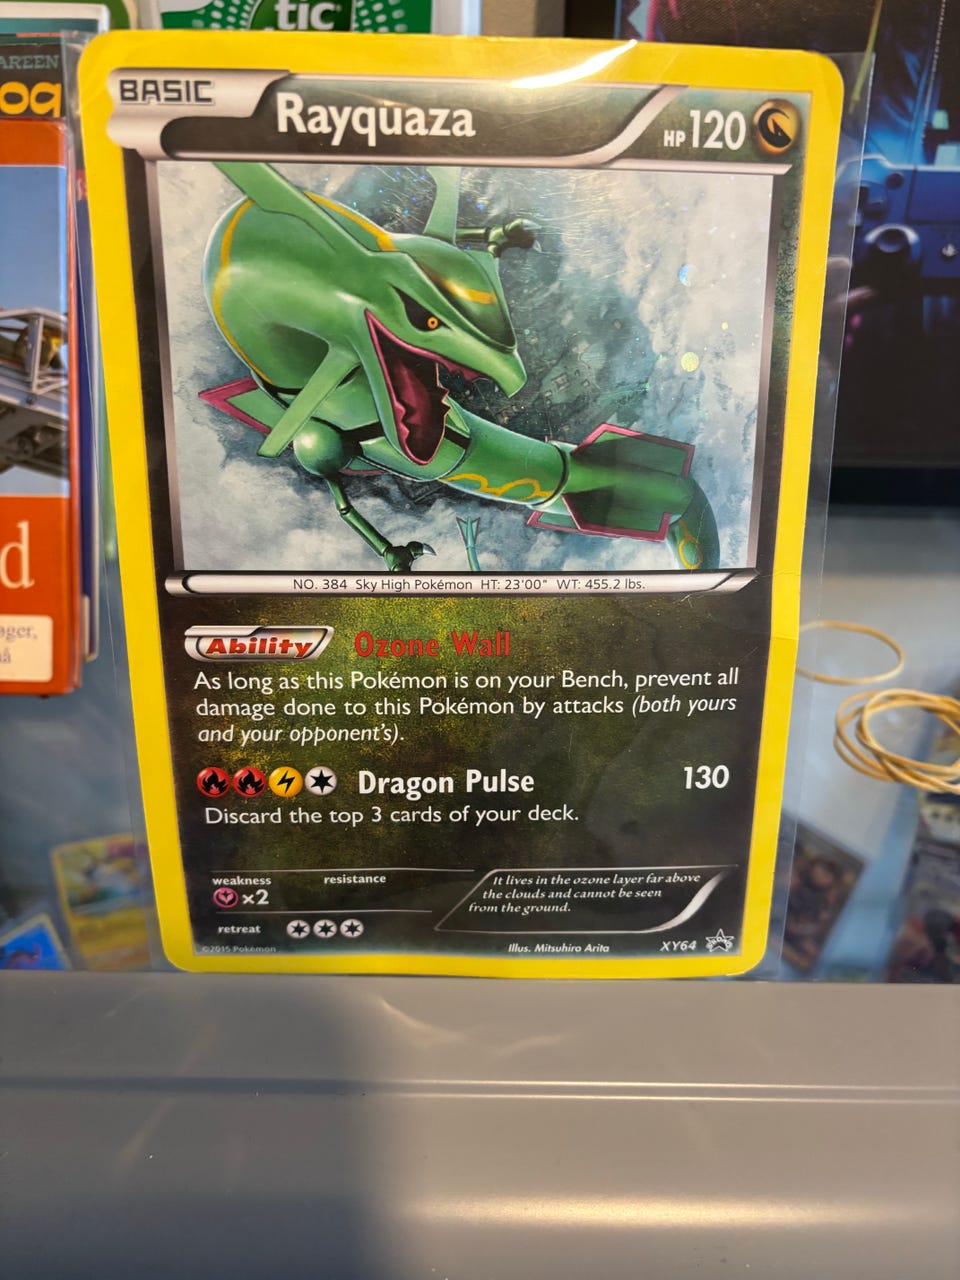 tic
AREEN
og
BASIC
Rayquaza
HP 120
NO. 384 Sky High Pokémon HT: 23'00" WT: 455.2 lbs.
Ability Ozone Wall
As long as this Pokémon is on your Bench, prevent all
damage done to this Pokémon by attacks (both yours
and your opponent's).
Dragon Pulse 130
Discard the top 3 cards of your deck.
weakness resistance
×2
It lives in the ozone layer far above
the clouds and cannot be seen
from the ground.
retreat
©2015 Pokémon
Illus. Mitsuhiro Arita
XY64
d